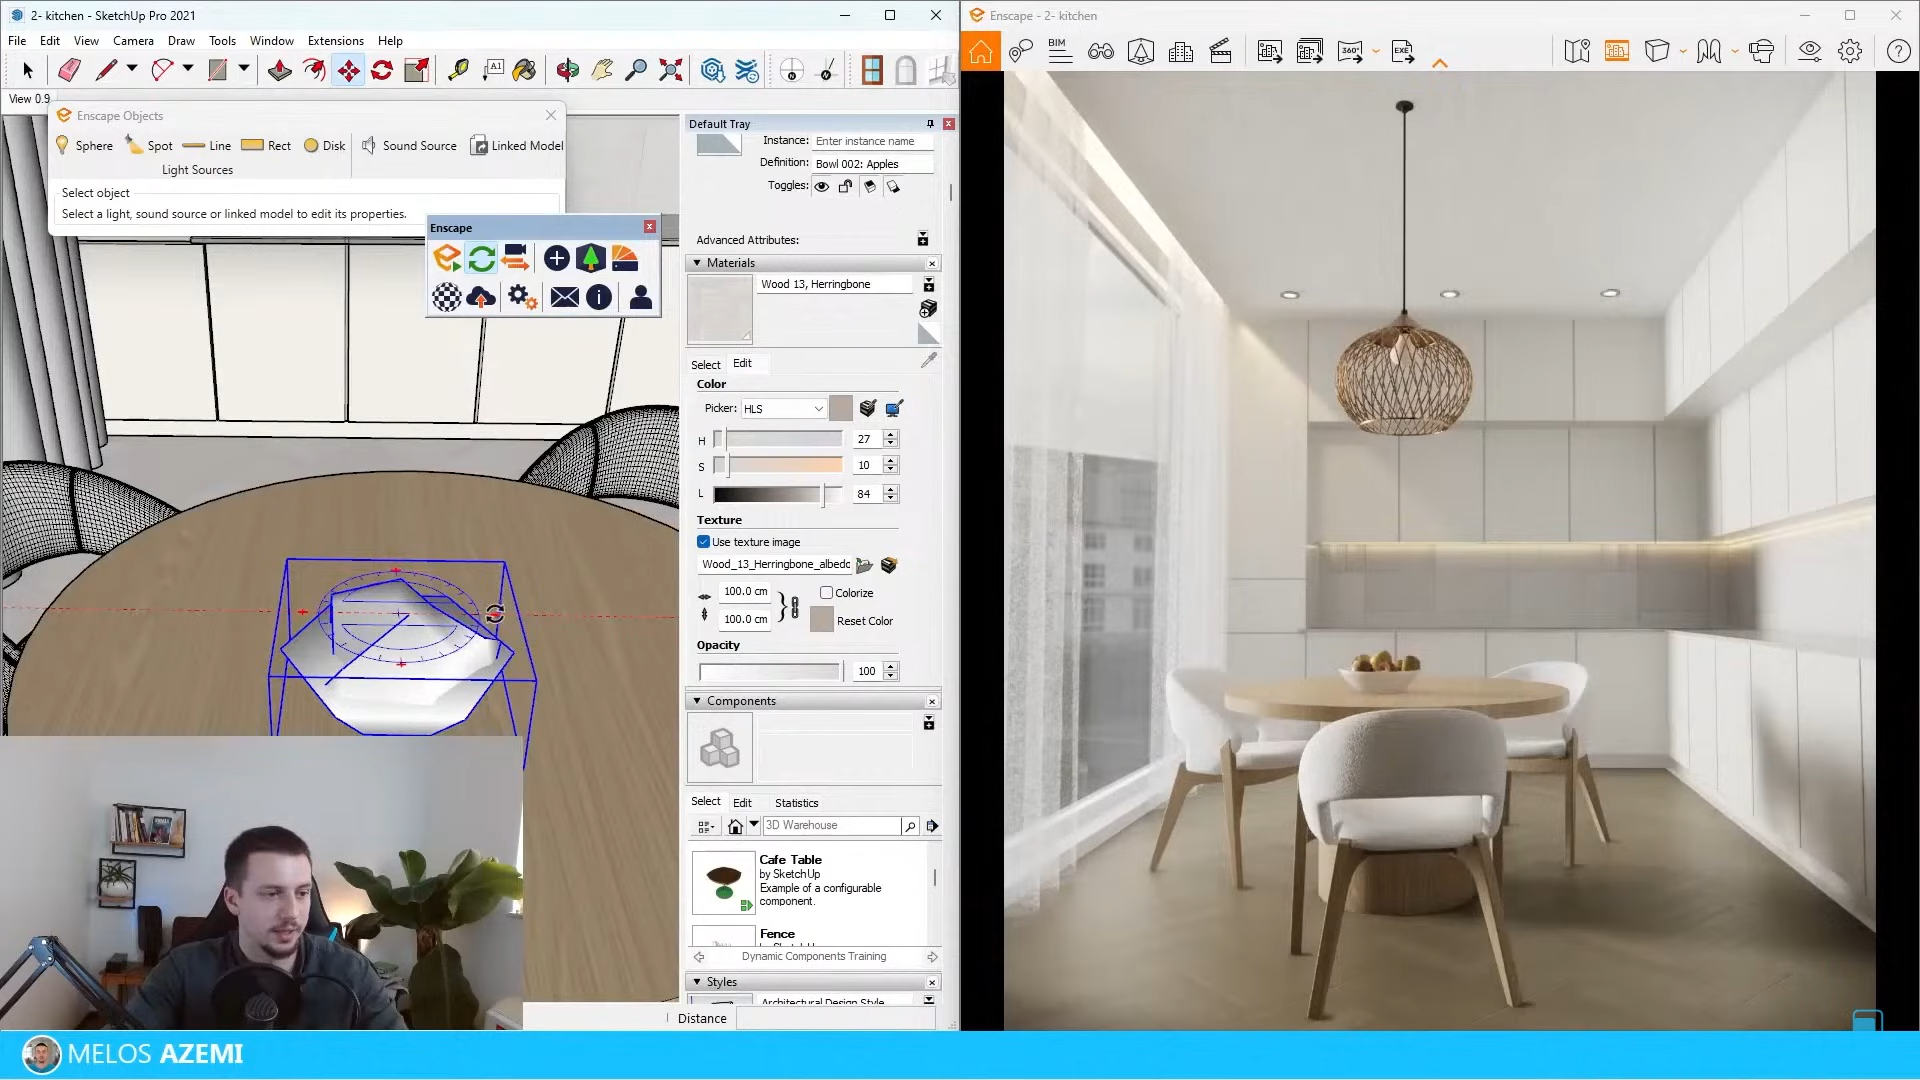 2- kitchen - SketchUp Pro 2021
File Edit View Camera Draw Tools Window Extensions Help
View 0.9
Enscape Objects
Sphere Spot Line Rect Disk Sound Source Linked Model
Light Sources
Select object
Select a light, sound source or linked model to edit its properties.
Enscape
Default Tray
Instance: Enter instance name
Definition: Bowl 002: Apples
Toggles:
Advanced Attributes:
Materials
Wood 13, Herringbone
Select Edit
Color
Picker: HLS
H 27
S 10
L 84
Texture
Use texture image
Wood_13_Herringbone_albedo
100.0 cm Colorize
100.0 cm Reset Color
Opacity
100
Components
Select Edit Statistics
3D Warehouse
Cafe Table
by SketchUp
Example of a configurable
component.
Fence
Dynamic Components Training
Styles
Architectural Design Style
Distance
Enscape - 2- kitchen
BIM
360°
EXE
MELOS AZEMI